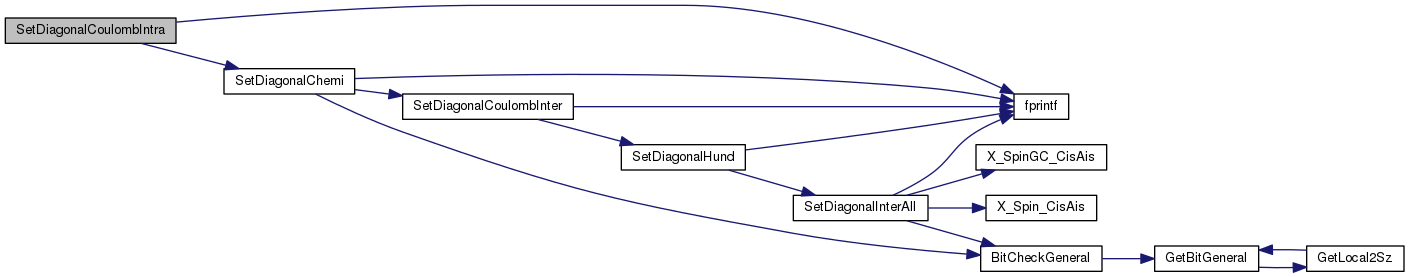 SetDiagonalCoulombIntra
SetDiagonalChemi
SetDiagonalCoulombInter
fprintf
SetDiagonalHund
X_SpinGC_CisAis
SetDiagonalInterAll
X_Spin_CisAis
BitCheckGeneral
GetBitGeneral
GetLocal2Sz